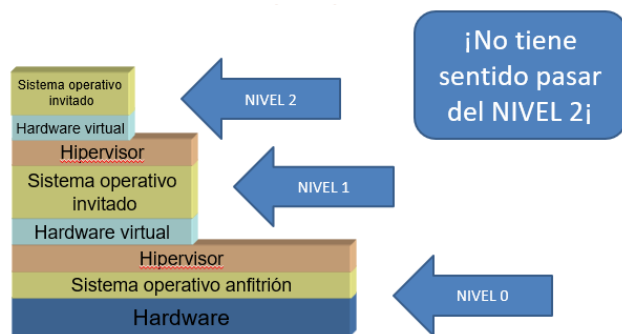 ¡No tiene
sentido pasar
del NIVEL 2¡
Sistema operativo
invitado
NIVEL 2
Hardware virtual
Hipervisor
Sistema operativo
invitado
NIVEL 1
Hardware virtual
Hipervisor
Sistema operativo anfitrión
NIVEL 0
Hardware